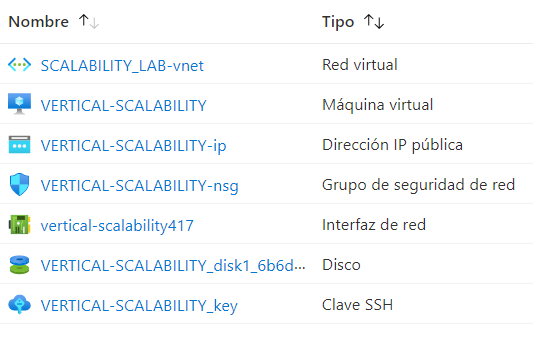 Nombre Tipo
SCALABILITY_LAB-vnet Red virtual
VERTICAL-SCALABILITY Máquina virtual
VERTICAL-SCALABILITY-ip Dirección IP pública
VERTICAL-SCALABILITY-nsg Grupo de seguridad de red
vertical-scalability417 Interfaz de red
VERTICAL-SCALABILITY_disk1_6b6d... Disco
VERTICAL-SCALABILITY_key Clave SSH